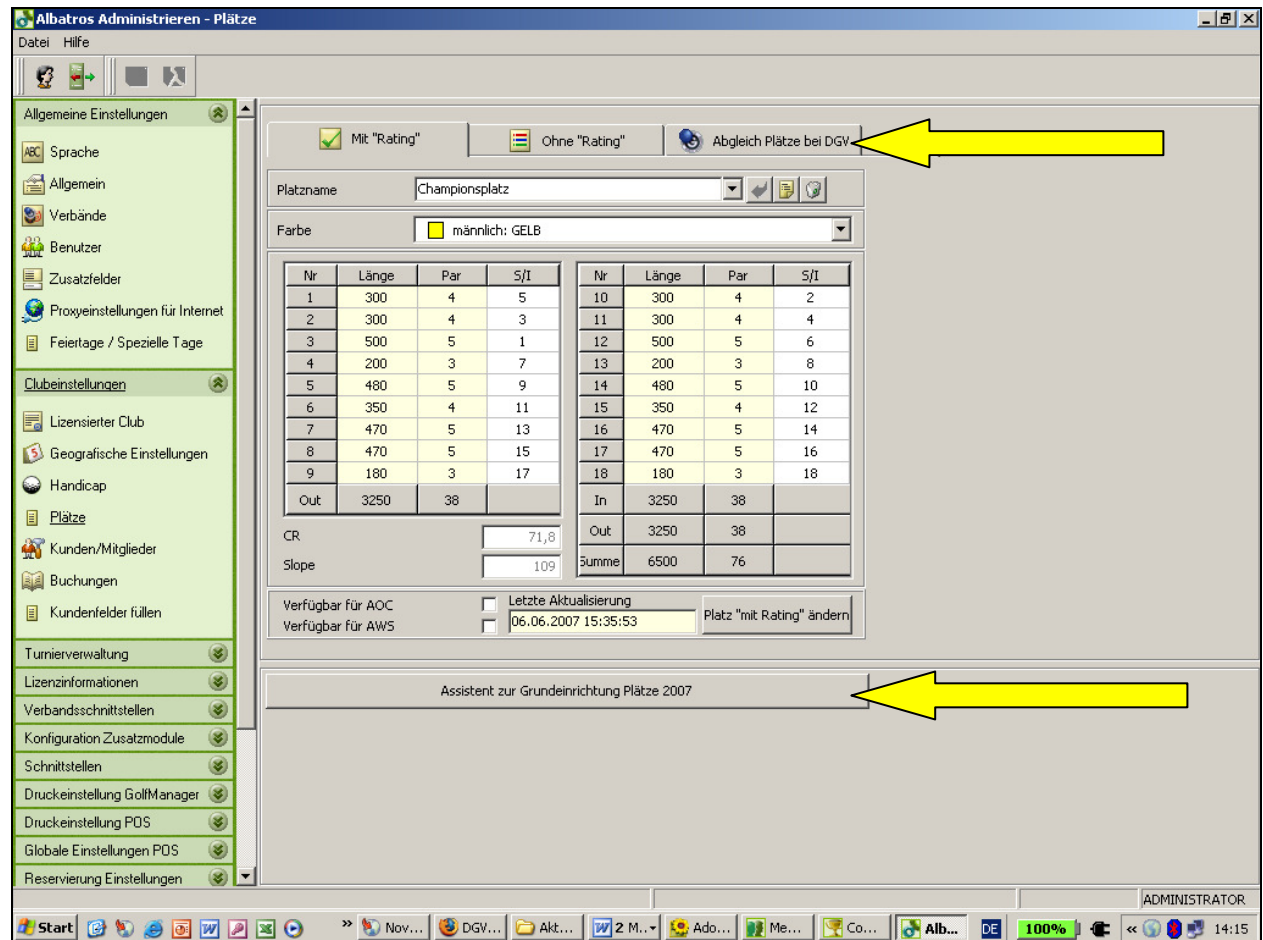 Albatros Administrieren - Plätze
Datei Hilfe
Allgemeine Einstellungen
ABC Sprache
Allgemein
Verbände
Benutzer
Zusatzfelder
Proxyeinstellungen für Internet
Feiertage / Spezielle Tage
Clubeinstellungen
Lizensierter Club
Geografische Einstellungen
Handicap
Plätze
Kunden/Mitglieder
Buchungen
Kundenfelder füllen
Turnierverwaltung
Lizenzinformationen
Verbandsschnittstellen
Konfiguration Zusatzmodule
Schnittstellen
Druckeinstellung GolfManager
Druckeinstellung POS
Globale Einstellungen POS
Reservierung Einstellungen
Mit "Rating" Ohne "Rating" Abgleich Plätze bei DGV
Platzname Championsplatz
Farbe männlich: GELB
Nr Länge Par S/I Nr Länge Par S/I
1 300 4 5 10 300 4 2
2 300 4 3 11 300 4 4
3 500 5 1 12 500 5 6
4 200 3 7 13 200 3 8
5 480 5 9 14 480 5 10
6 350 4 11 15 350 4 12
7 470 5 13 16 470 5 14
8 470 5 15 17 470 5 16
9 180 3 17 18 180 3 18
Out 3250 38 In 3250 38
CR 71,8 Out 3250 38
Slope 109 Summe 6500 76
Verfügbar für AOC Letzte Aktualisierung
Verfügbar für AWS 06.06.2007 15:35:53 Platz "mit Rating" ändern
Assistent zur Grundeinrichtung Plätze 2007
ADMINISTRATOR
Start » Nov... DGV... Akt... 2 M... Ado... Me... Co... Alb... DE 100% « 14:15